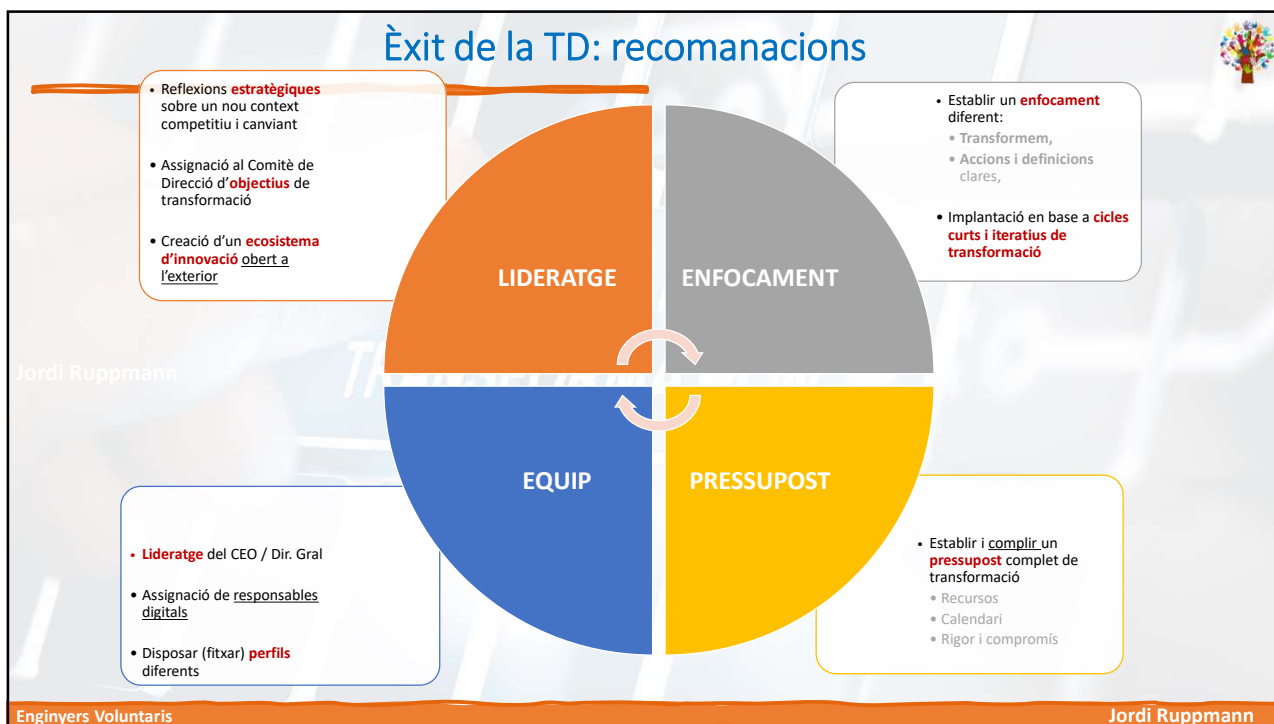 Èxit de la TD: recomanacions
• Reflexions estratègiques
sobre un nou context
competitiu i canviant
• Assignació al Comitè de
Direcció d’objectius de
transformació
• Creació d’un ecosistema
d’innovació obert a
l’exterior
• Establir un enfocament
diferent:
• Transformem,
• Accions i definicions
clares,
• Implantació en base a cicles
curts i iteratius de
transformació
LIDERATGE
ENFOCAMENT
Jordi Ruppmann
EQUIP
PRESSUPOST
• Lideratge del CEO / Dir. Gral
• Assignació de responsables
digitals
• Disposar (fitxar) perfils
diferents
• Establir i complir un
pressupost complet de
transformació
• Recursos
• Calendari
• Rigor i compromís
Enginyers Voluntaris
Jordi Ruppmann